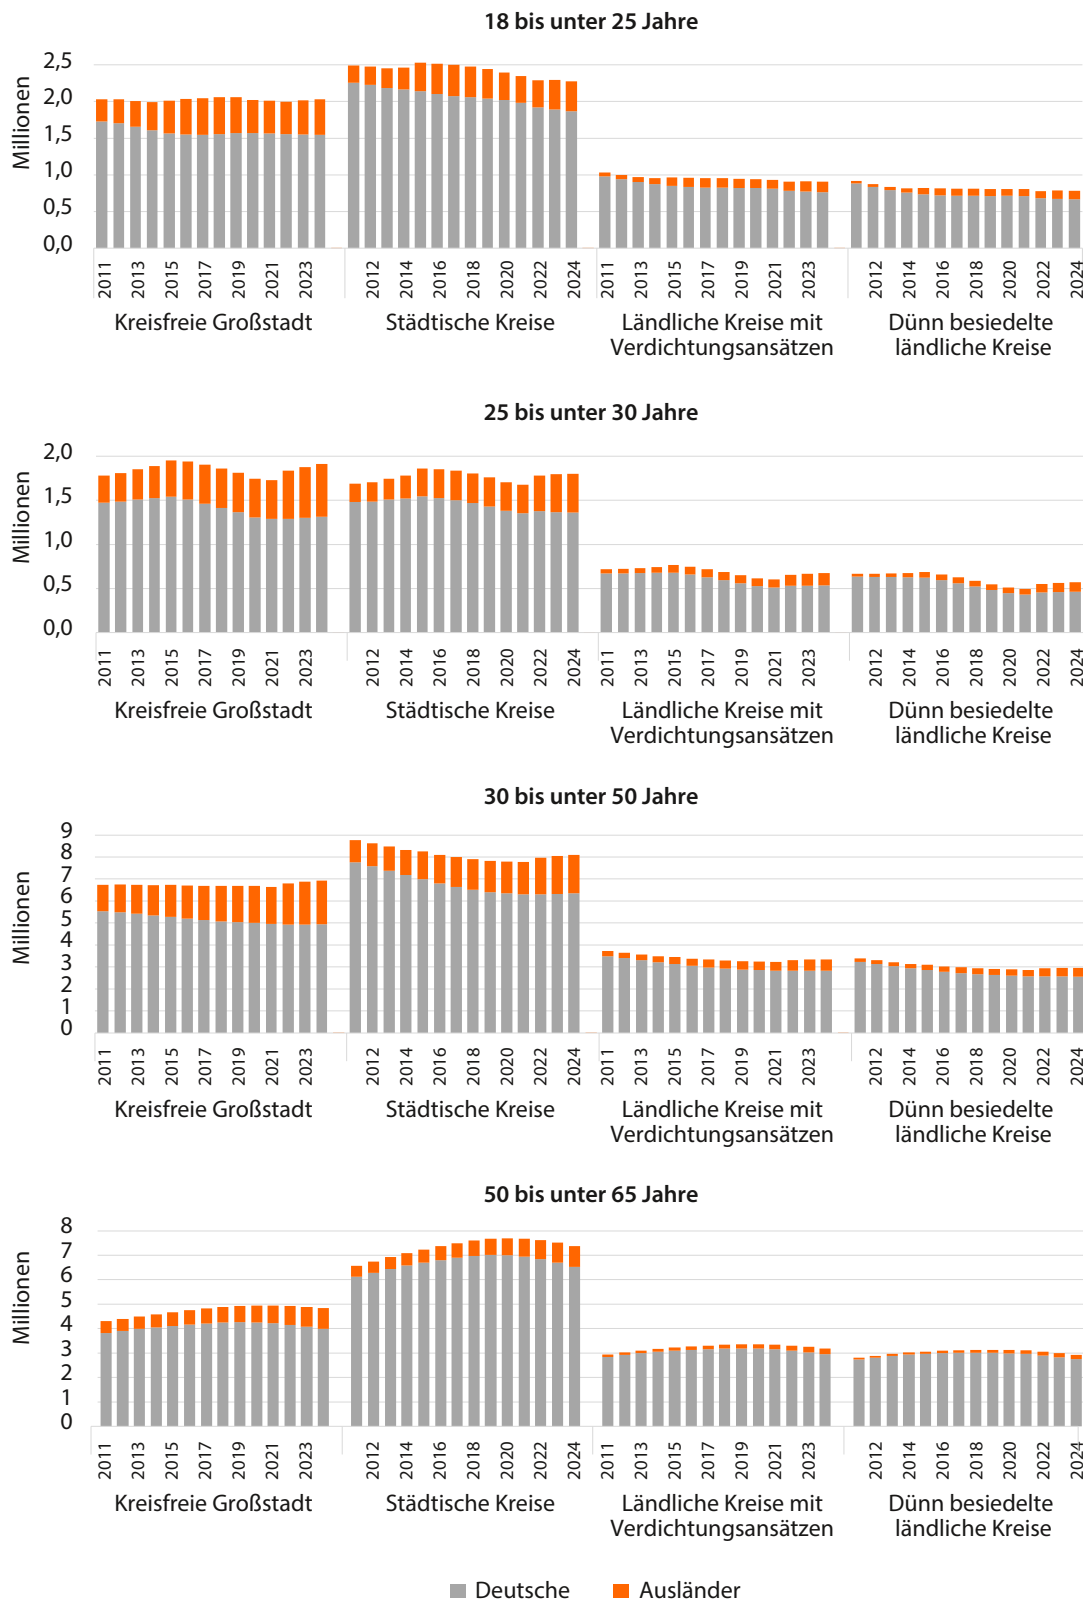 18 bis unter 25 Jahre
Millionen
2,5
2,0
1,5
1,0
0,5
0,0
2011 2013 2015 2017 2019 2021 2023 2012 2014 2016 2018 2020 2022 2024 2011 2013 2015 2017 2019 2021 2023 2012 2014 2016 2018 2020 2022 2024
Kreisfreie Großstadt Städtische Kreise Ländliche Kreise mit Dünn besiedelte
Verdichtungsansätzen ländliche Kreise
25 bis unter 30 Jahre
Millionen
2,0
1,5
1,0
0,5
0,0
2011 2013 2015 2017 2019 2021 2023 2012 2014 2016 2018 2020 2022 2024 2011 2013 2015 2017 2019 2021 2023 2012 2014 2016 2018 2020 2022 2024
Kreisfreie Großstadt Städtische Kreise Ländliche Kreise mit Dünn besiedelte
Verdichtungsansätzen ländliche Kreise
30 bis unter 50 Jahre
Millionen
9
8
7
6
5
4
3
2
1
0
2011 2013 2015 2017 2019 2021 2023 2012 2014 2016 2018 2020 2022 2024 2011 2013 2015 2017 2019 2021 2023 2012 2014 2016 2018 2020 2022 2024
Kreisfreie Großstadt Städtische Kreise Ländliche Kreise mit Dünn besiedelte
Verdichtungsansätzen ländliche Kreise
50 bis unter 65 Jahre
Millionen
8
7
6
5
4
3
2
1
0
2011 2013 2015 2017 2019 2021 2023 2012 2014 2016 2018 2020 2022 2024 2011 2013 2015 2017 2019 2021 2023 2012 2014 2016 2018 2020 2022 2024
Kreisfreie Großstadt Städtische Kreise Ländliche Kreise mit Dünn besiedelte
Verdichtungsansätzen ländliche Kreise
Deutsche Ausländer